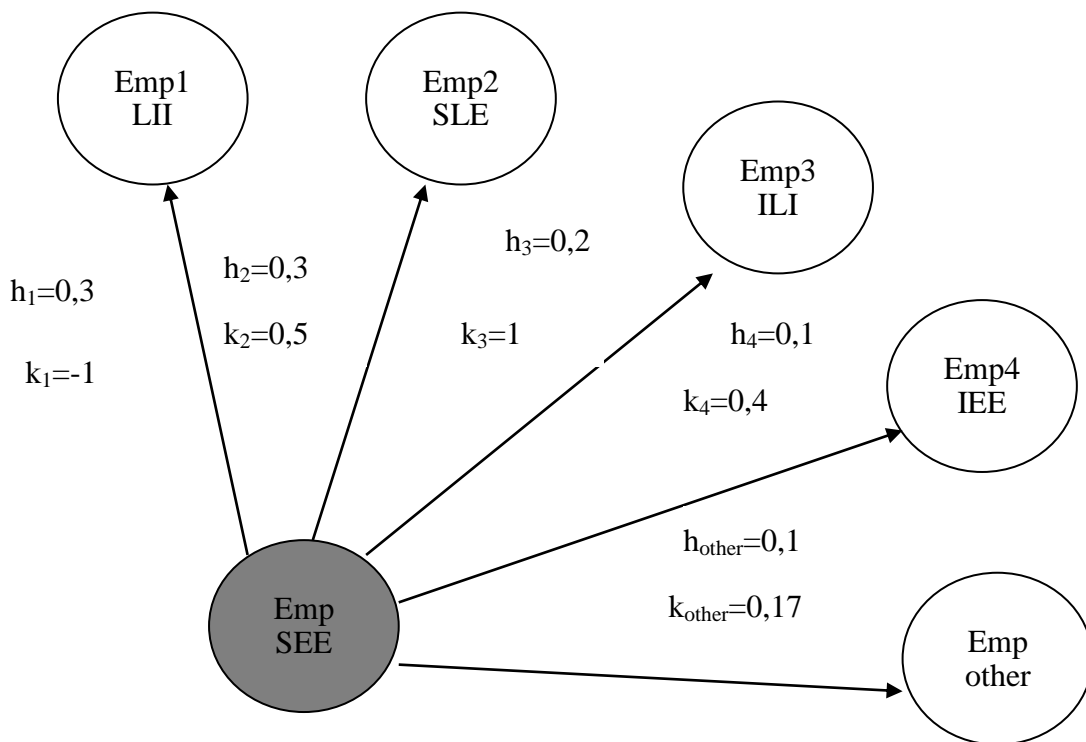 Emp1
LII
Emp2
SLE
Emp3
ILI
h₃=0,2
h₂=0,3
h₁=0,3
k₂=0,5
k₃=1
h₄=0,1
k₁=-1
k₄=0,4
Emp4
IEE
h_other=0,1
k_other=0,17
Emp
SEE
Emp
other